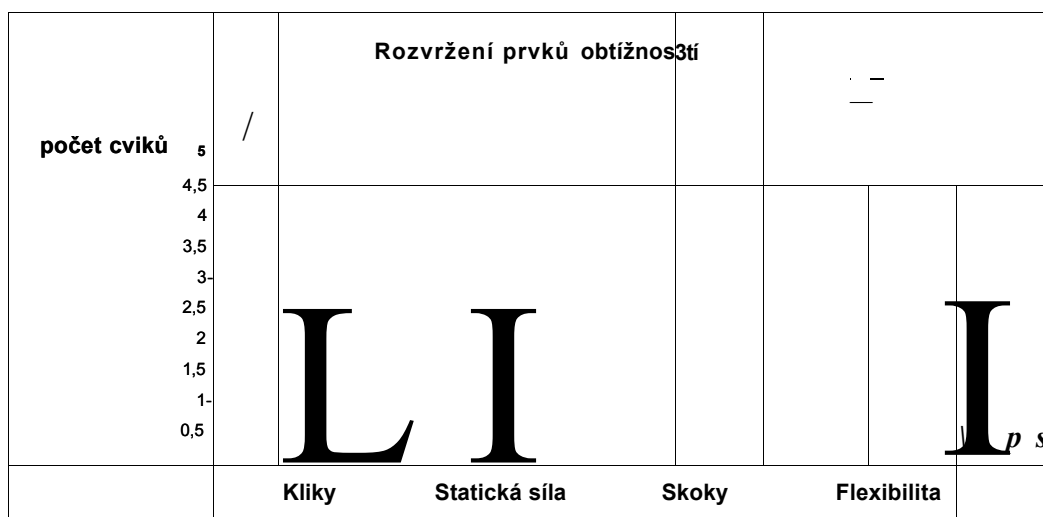 Rozvržení prvků obtížnos3tí
/
počet cviků 5
4,5
4
3,5
3-
2,5
2
1,5
1-
0,5
L I I
\ p s
Kliky Statická síla Skoky Flexibilita